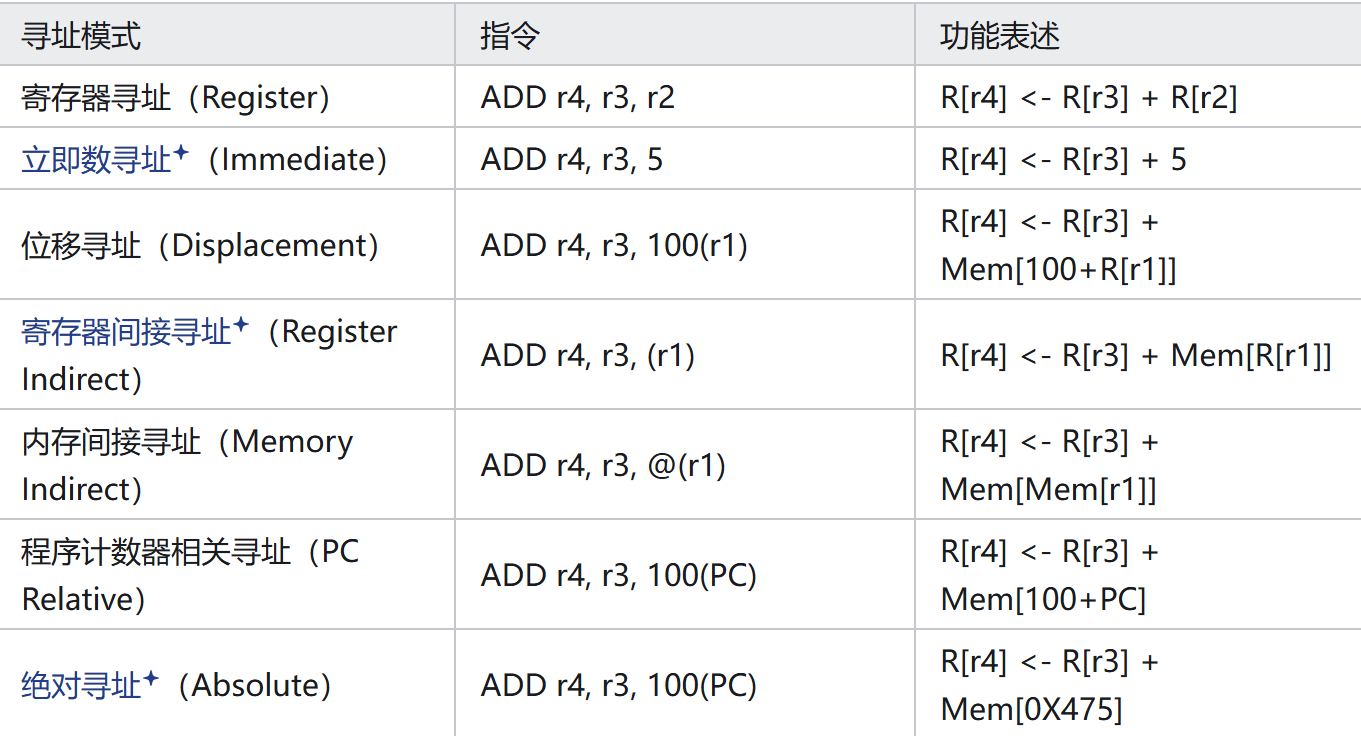 寻址模式 指令 功能表述
寄存器寻址（Register） ADD r4, r3, r2 R[r4] <- R[r3] + R[r2]
立即数寻址（Immediate） ADD r4, r3, 5 R[r4] <- R[r3] + 5
位移寻址（Displacement） ADD r4, r3, 100(r1) R[r4] <- R[r3] +
Mem[100+R[r1]]
寄存器间接寻址（Register
Indirect） ADD r4, r3, (r1) R[r4] <- R[r3] + Mem[R[r1]]
内存间接寻址（Memory
Indirect） ADD r4, r3, @(r1) R[r4] <- R[r3] +
Mem[Mem[r1]]
程序计数器相关寻址（PC
Relative） ADD r4, r3, 100(PC) R[r4] <- R[r3] +
Mem[100+PC]
绝对寻址（Absolute） ADD r4, r3, 100(PC) R[r4] <- R[r3] +
Mem[0X475]